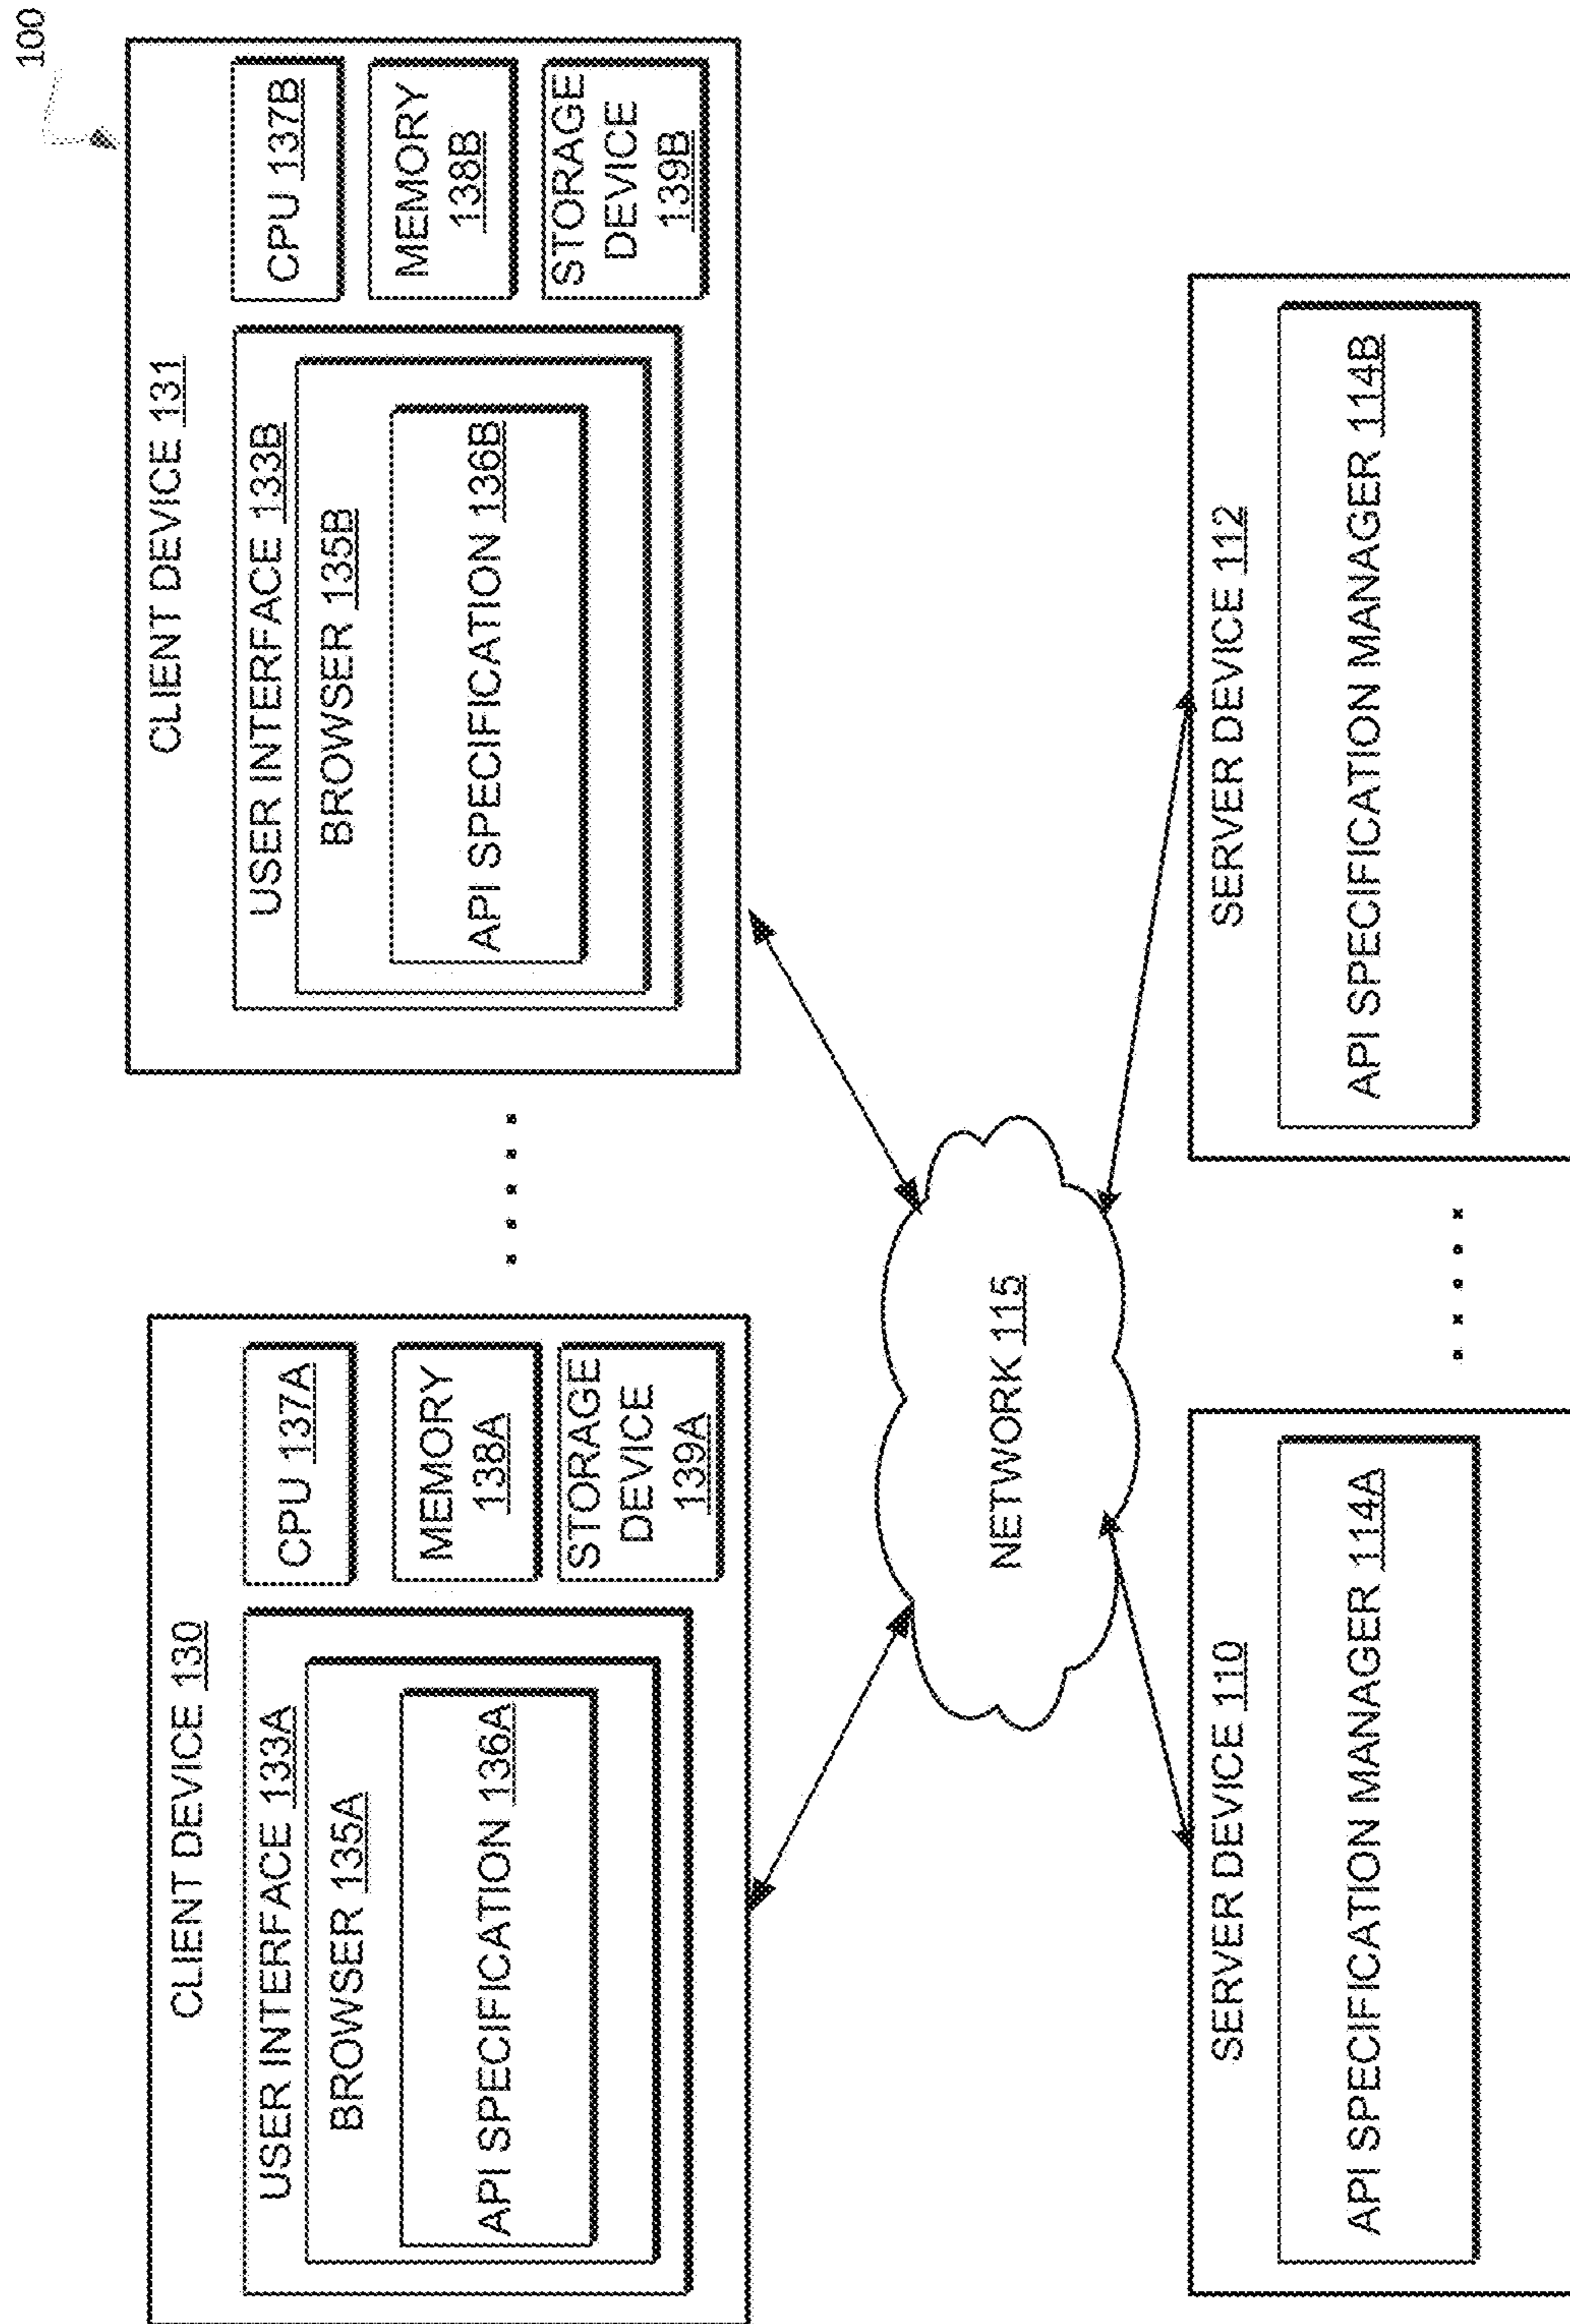 100
CLIENT DEVICE 130
USER INTERFACE 133A
BROWSER 135A
API SPECIFICATION 136A
CPU 137A
MEMORY
138A
STORAGE
DEVICE
139A
CLIENT DEVICE 131
USER INTERFACE 133B
BROWSER 135B
API SPECIFICATION 136B
CPU 137B
MEMORY
138B
STORAGE
DEVICE
139B
NETWORK 115
SERVER DEVICE 110
API SPECIFICATION MANAGER 114A
SERVER DEVICE 112
API SPECIFICATION MANAGER 114B